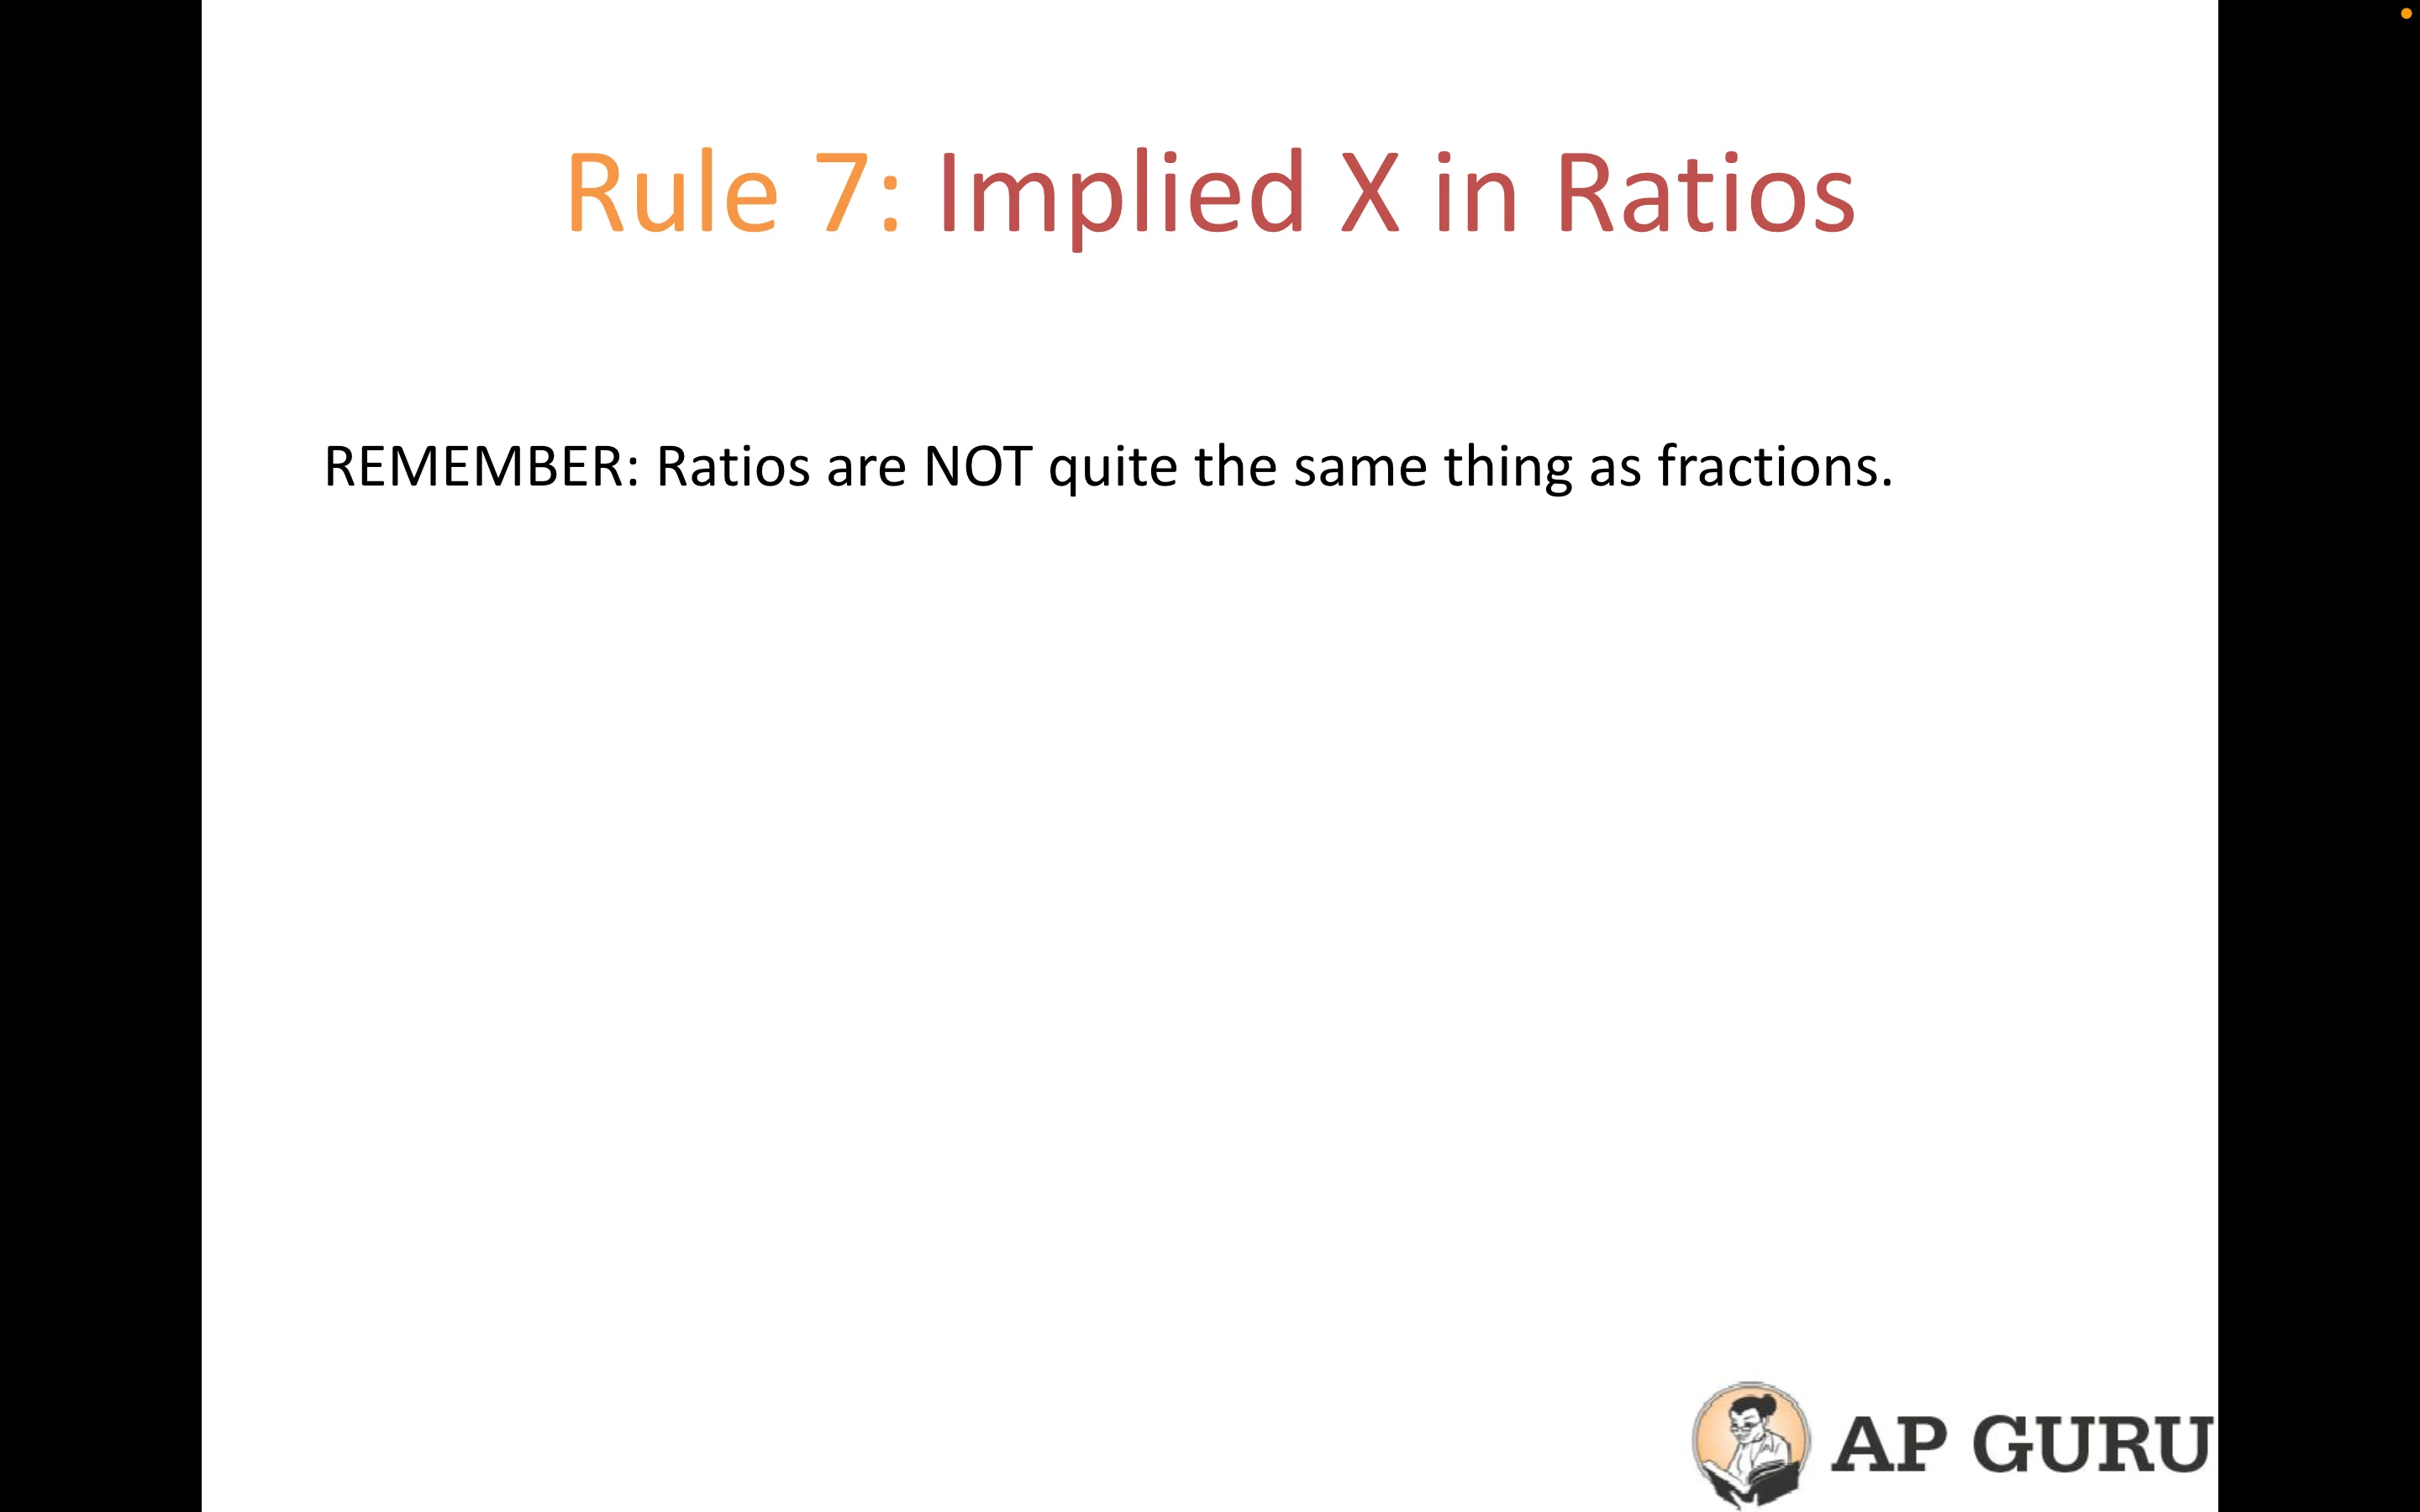 Rule 7: Implied X in Ratios
REMEMBER: Ratios are NOT quite the same thing as fractions.
AP GURU